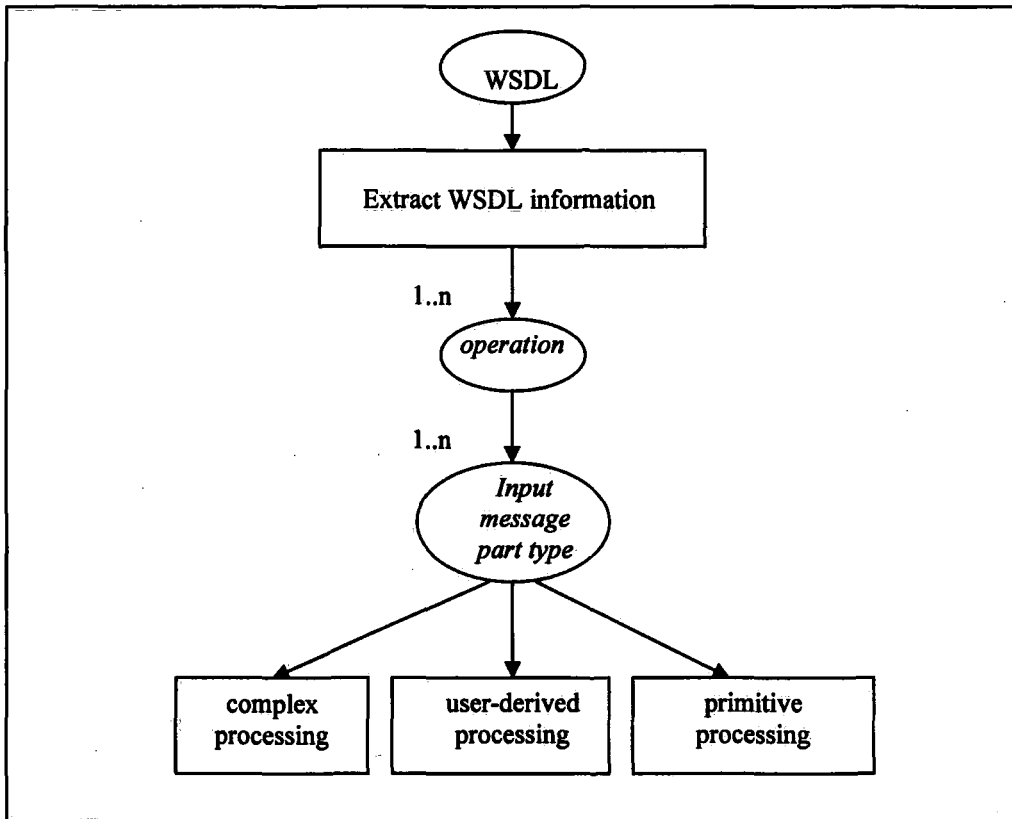 WSDL
Extract WSDL information
1..n
operation
1..n
Input
message
part type
complex
processing
user-derived
processing
primitive
processing